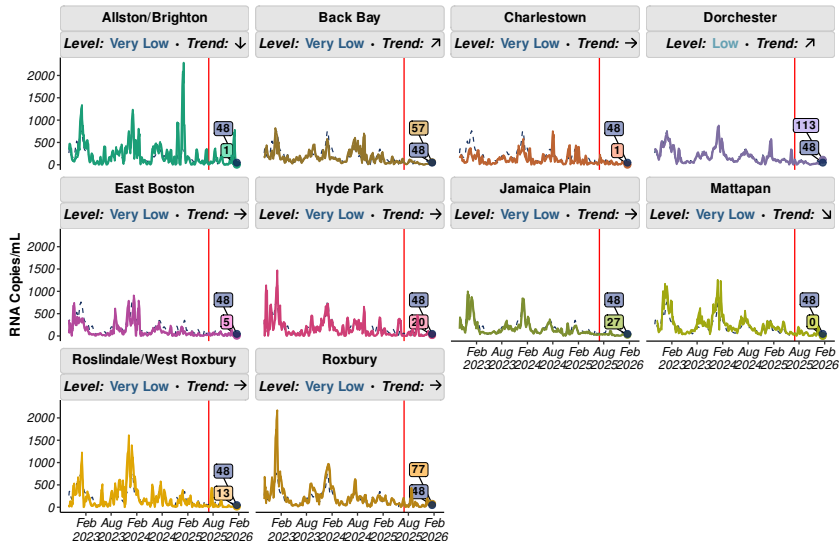 Allston/Brighton
Back Bay
Charlestown
Dorchester
Level: Very Low • Trend: ↓
Level: Very Low • Trend: ↗
Level: Very Low • Trend: →
Level: Low • Trend: ↗
2000
1500
1000
500
0
48
1
57
48
48
1
113
48
East Boston
Hyde Park
Jamaica Plain
Mattapan
Level: Very Low • Trend: →
Level: Very Low • Trend: →
Level: Very Low • Trend: →
Level: Very Low • Trend: ↘
RNA Copies/mL
2000
1500
1000
500
0
48
5
48
20
48
27
48
0
Feb 2023
Aug 2023
Feb 2024
Aug 2024
Feb 2025
Aug 2025
Feb 2026
Feb 2023
Aug 2023
Feb 2024
Aug 2024
Feb 2025
Aug 2025
Feb 2026
Roslindale/West Roxbury
Roxbury
Level: Very Low • Trend: →
Level: Very Low • Trend: →
2000
1500
1000
500
0
48
13
77
48
Feb 2023
Aug 2023
Feb 2024
Aug 2024
Feb 2025
Aug 2025
Feb 2026
Feb 2023
Aug 2023
Feb 2024
Aug 2024
Feb 2025
Aug 2025
Feb 2026